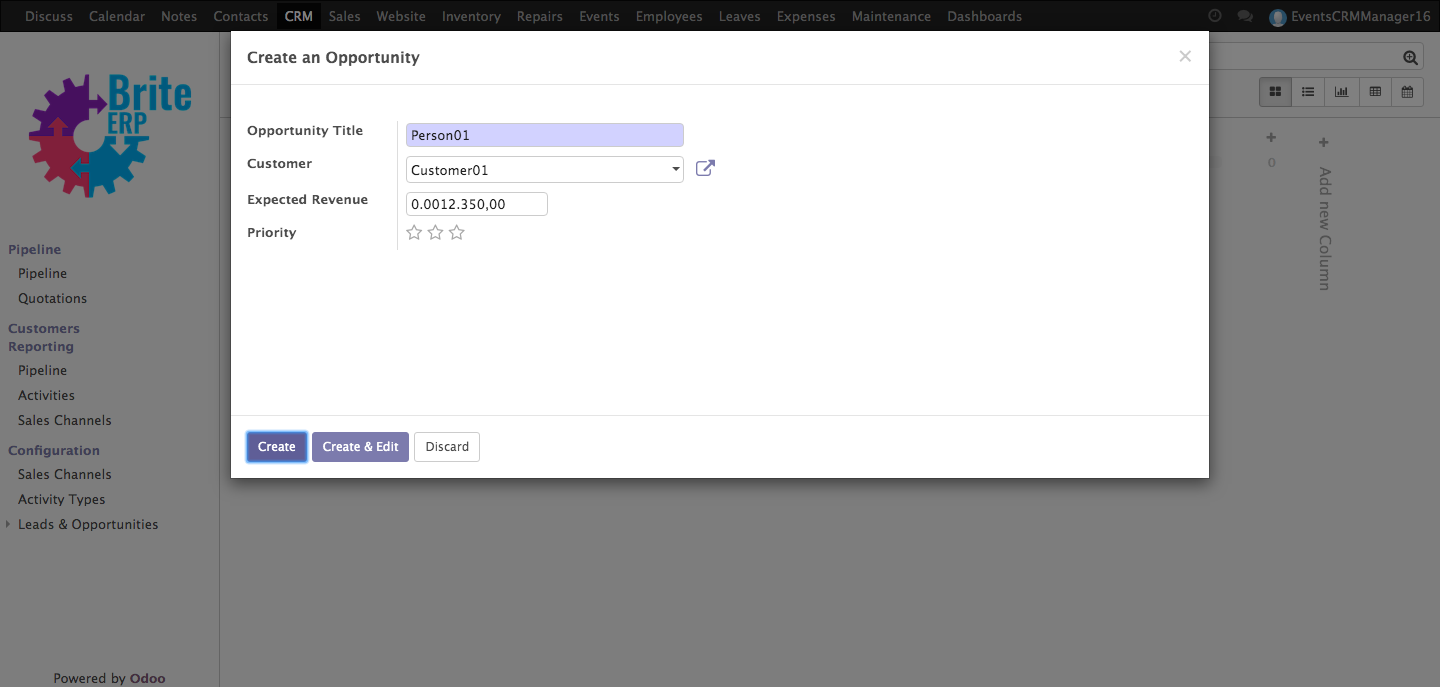 Discuss Calendar Notes Contacts CRM Sales Website Inventory Repairs Events Employees Leaves Expenses Maintenance Dashboards EventsCRMManager16
Brite
ERP
Pipeline
Pipeline
Quotations
Customers
Reporting
Pipeline
Activities
Sales Channels
Configuration
Sales Channels
Activity Types
Leads & Opportunities
Powered by Odoo
Create an Opportunity ×
Opportunity Title Person01
Customer Customer01
Expected Revenue 0.0012.350,00
Priority
Create Create & Edit Discard
0
Add new Column